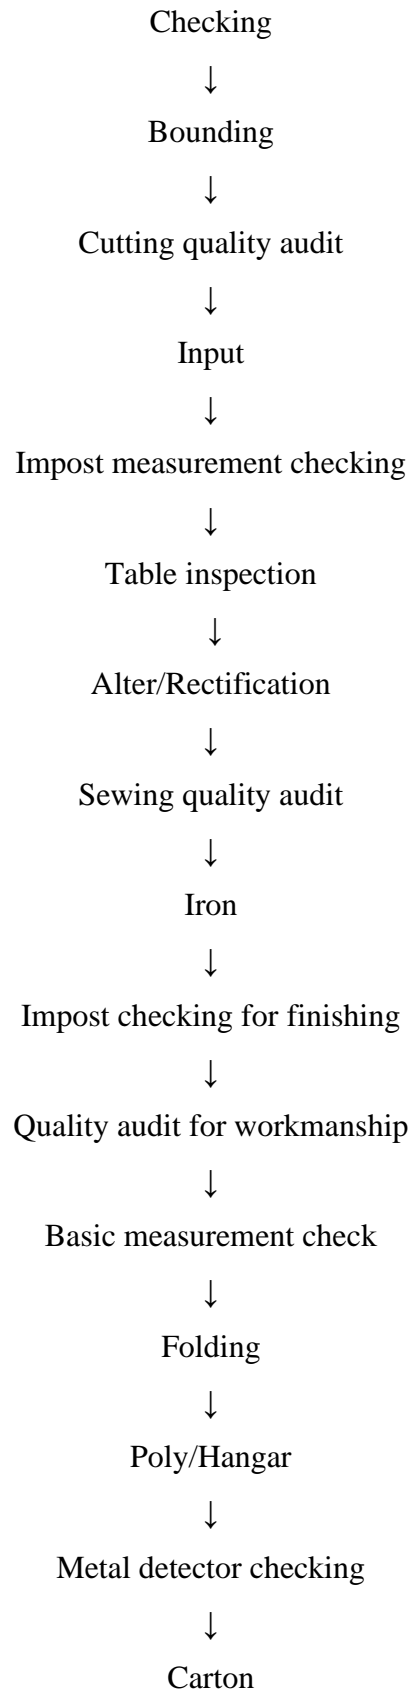 Checking
↓
Bounding
↓
Cutting quality audit
↓
Input
↓
Impost measurement checking
↓
Table inspection
↓
Alter/Rectification
↓
Sewing quality audit
↓
Iron
↓
Impost checking for finishing
↓
Quality audit for workmanship
↓
Basic measurement check
↓
Folding
↓
Poly/Hangar
↓
Metal detector checking
↓
Carton